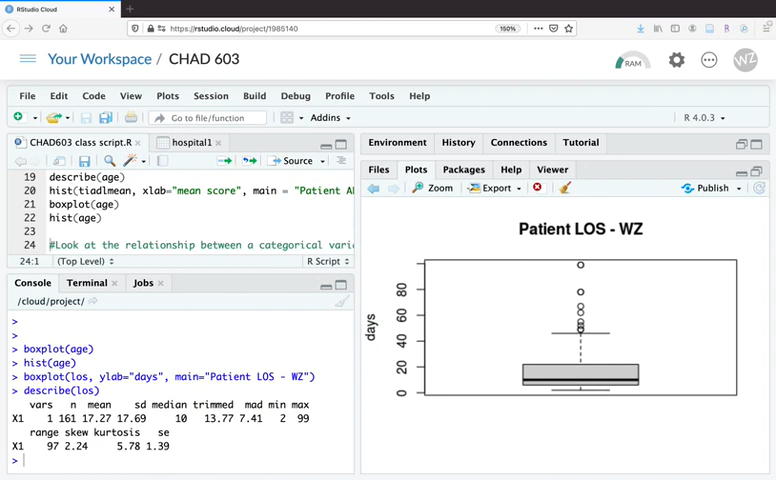 RStudio Cloud
https://rstudio.cloud/project/1985140
150%
Your Workspace / CHAD 603
RAM
WZ
File Edit Code View Plots Session Build Debug Profile Tools Help
Go to file/function
Addins
R 4.0.3
CHAD603 class script.R
hospital1
Source
19 describe(age)
20 hist(tiadlmean, xlab="mean score", main = "Patient A
21 boxplot(age)
22 hist(age)
23
24 #Look at the relationship between a categorical vari
24:1 (Top Level) R Script
Console Terminal Jobs
/cloud/project/
>
>
> boxplot(age)
> hist(age)
> boxplot(los, ylab="days", main="Patient LOS - WZ")
> describe(los)
vars n mean sd median trimmed mad min max
X1 1 161 17.27 17.69 10 13.77 7.41 2 99
range skew kurtosis se
X1 97 2.24 5.78 1.39
>
Environment History Connections Tutorial
Files Plots Packages Help Viewer
Zoom Export Publish
Patient LOS - WZ
days
80
60
40
20
0